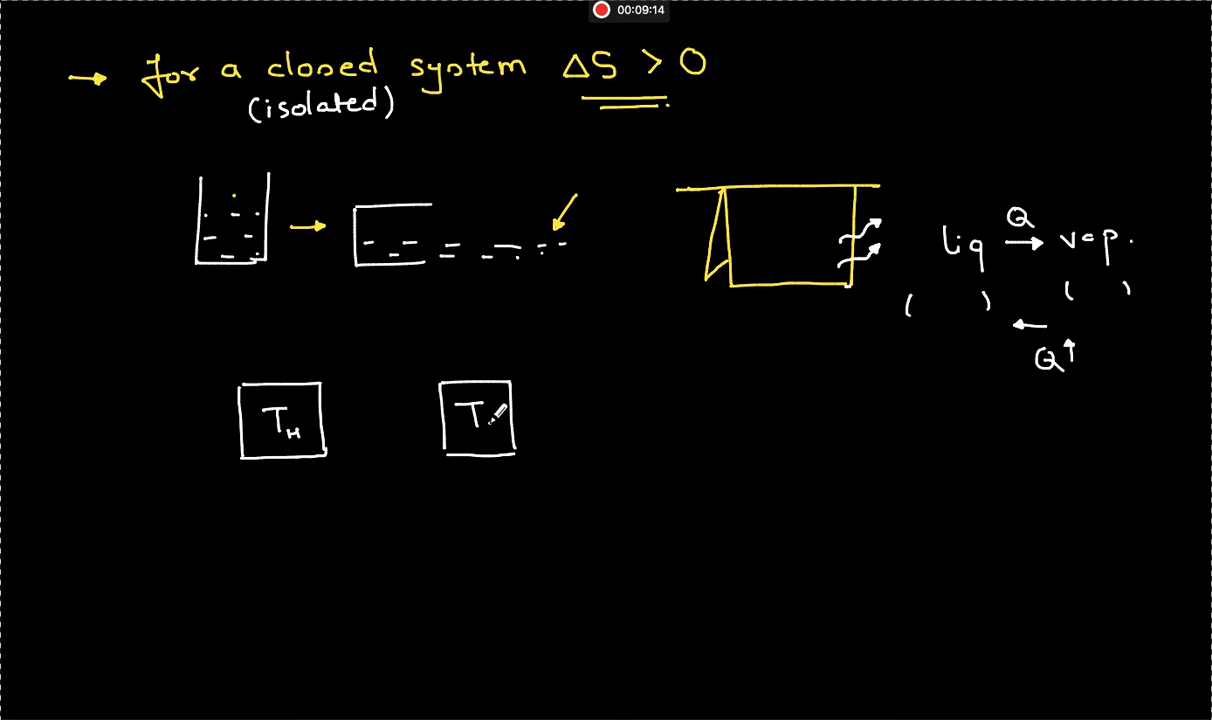 00:09:14
→ for a closed system ΔS > 0
(isolated)
→
liq Q→ vap.
( ) ( )
← Q↑
T_H T